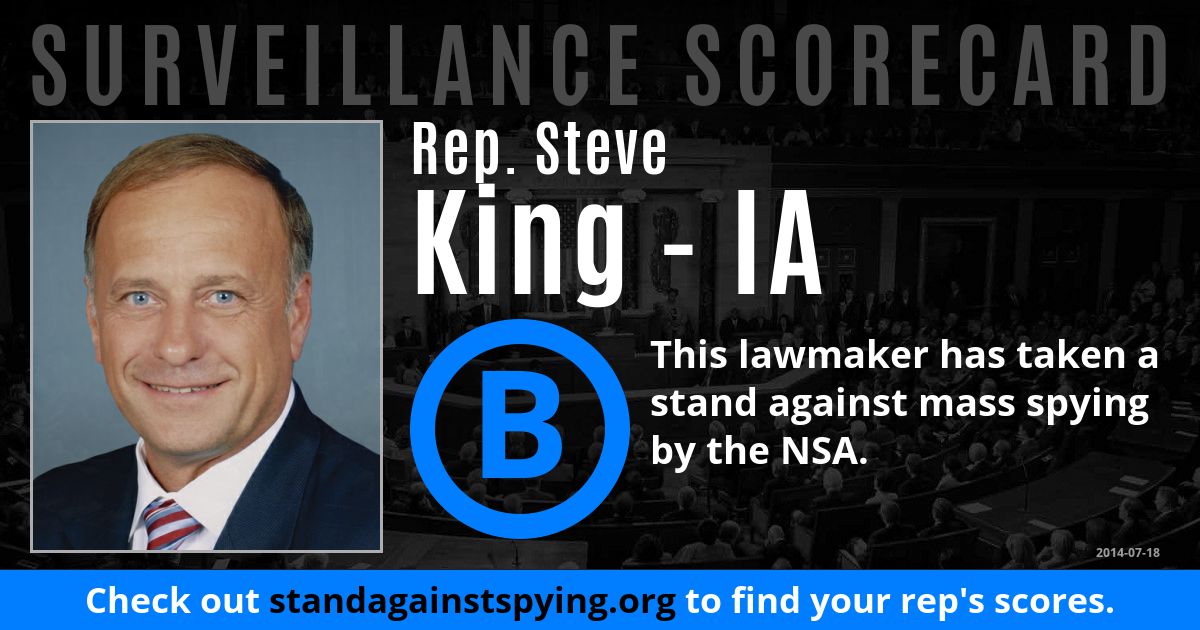 SURVEILLANCE SCORECARD
Rep. Steve
King - IA
B
This lawmaker has taken a
stand against mass spying
by the NSA.
2014-07-18
Check out standagainstspying.org to find your rep's scores.